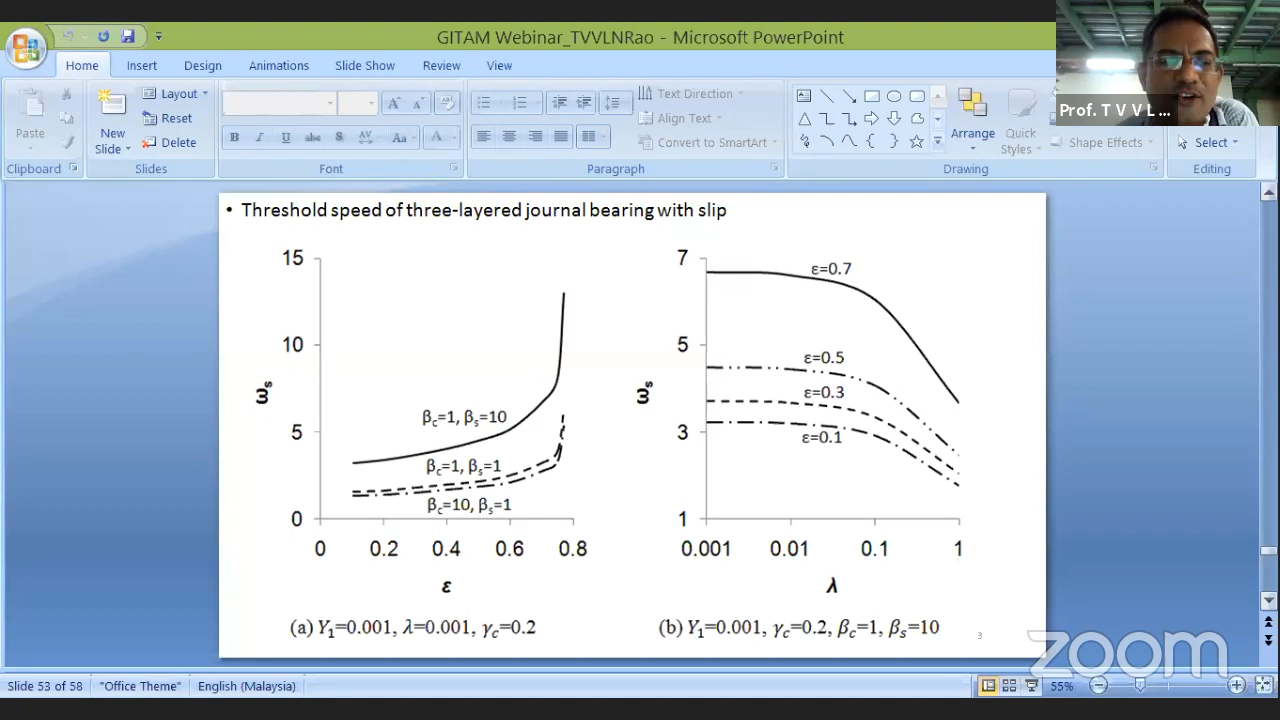 GITAM Webinar_TVVLNRao - Microsoft PowerPoint
Home Insert Design Animations Slide Show Review View
Prof. T V V L ...
Paste
New Slide
Layout
Reset
Delete
B I U abc S AV Aa A
Text Direction
Align Text
Convert to SmartArt
Arrange
Quick Styles
Shape Effects
Select
Clipboard Slides Font Paragraph Drawing Editing
• Threshold speed of three-layered journal bearing with slip
15
10
5
0
ωs
βc=1, βs=10
βc=1, βs=1
βc=10, βs=1
0 0.2 0.4 0.6 0.8
ε
(a) Y1=0.001, λ=0.001, γc=0.2
7
5
3
1
ωs
ε=0.7
ε=0.5
ε=0.3
ε=0.1
0.001 0.01 0.1 1
λ
(b) Y1=0.001, γc=0.2, βc=1, βs=10
3
zoom
Slide 53 of 58 "Office Theme" English (Malaysia) 55%